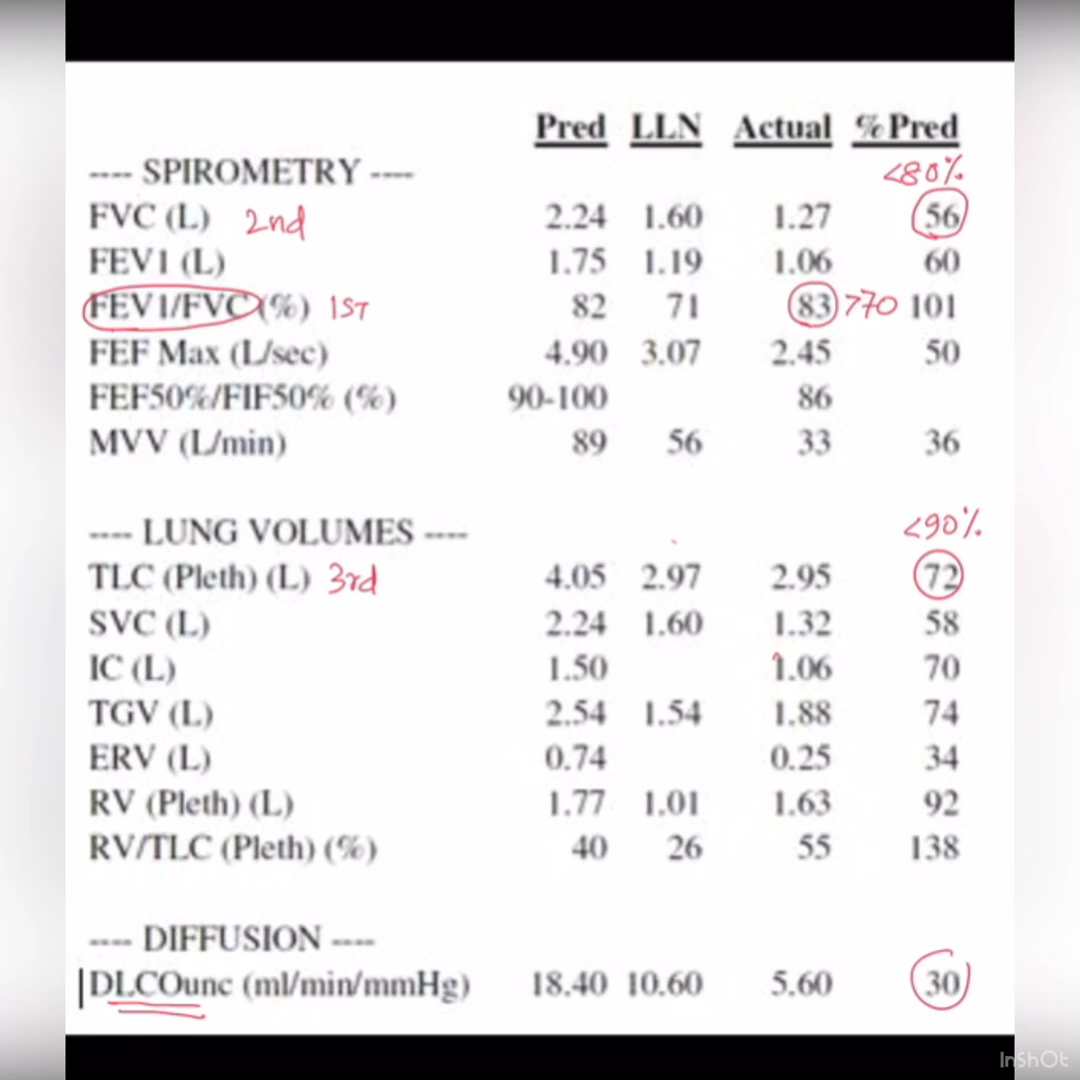 Pred LLN Actual % Pred
---- SPIROMETRY ---- <80%
FVC (L) 2nd 2.24 1.60 1.27 56
FEV1 (L) 1.75 1.19 1.06 60
FEV1/FVC (%) 1ST 82 71 83 >70 101
FEF Max (L/sec) 4.90 3.07 2.45 50
FEF50%/FIF50% (%) 90-100 86
MVV (L/min) 89 56 33 36
---- LUNG VOLUMES ---- <90%
TLC (Pleth) (L) 3rd 4.05 2.97 2.95 72
SVC (L) 2.24 1.60 1.32 58
IC (L) 1.50 1.06 70
TGV (L) 2.54 1.54 1.88 74
ERV (L) 0.74 0.25 34
RV (Pleth) (L) 1.77 1.01 1.63 92
RV/TLC (Pleth) (%) 40 26 55 138
---- DIFFUSION ----
DLCOunc (ml/min/mmHg) 18.40 10.60 5.60 30
InShOt